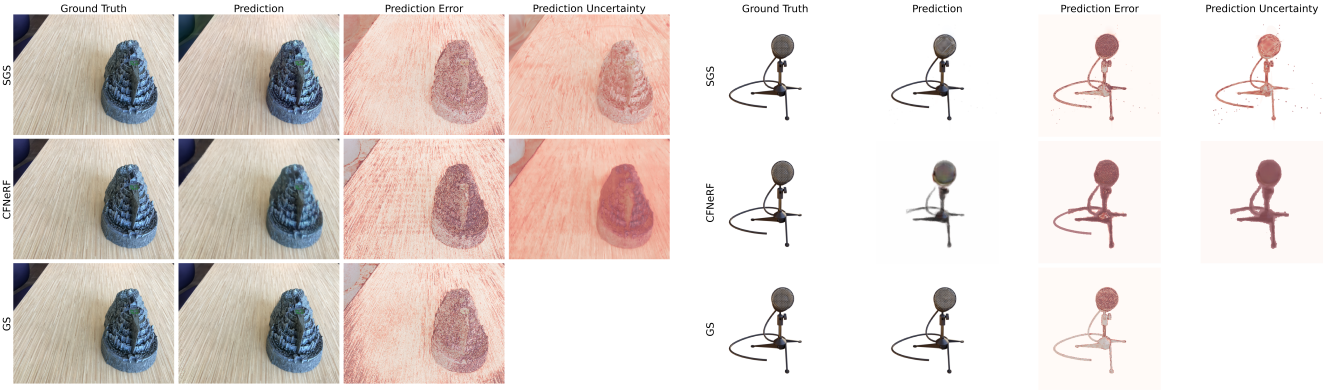 Ground Truth Prediction Prediction Error Prediction Uncertainty
SGS
CFNeRF
GS
Ground Truth Prediction Prediction Error Prediction Uncertainty
SGS
CFNeRF
GS